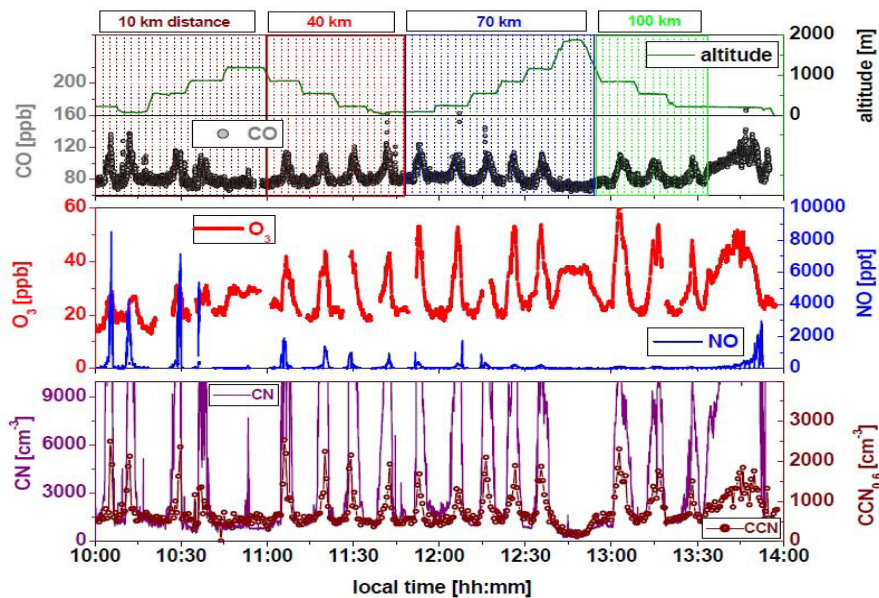 10 km distance 40 km 70 km 100 km
altitude
CO
CO [ppb]
200
160
120
80
altitude [m]
2000
1000
0
O3
NO
O3 [ppb]
60
40
20
0
NO [ppt]
10000
8000
6000
4000
2000
0
CN
CCN
CN [cm-3]
9000
6000
3000
0
CCN0.6 [cm-3]
3000
2000
1000
0
10:00 10:30 11:00 11:30 12:00 12:30 13:00 13:30 14:00
local time [hh:mm]